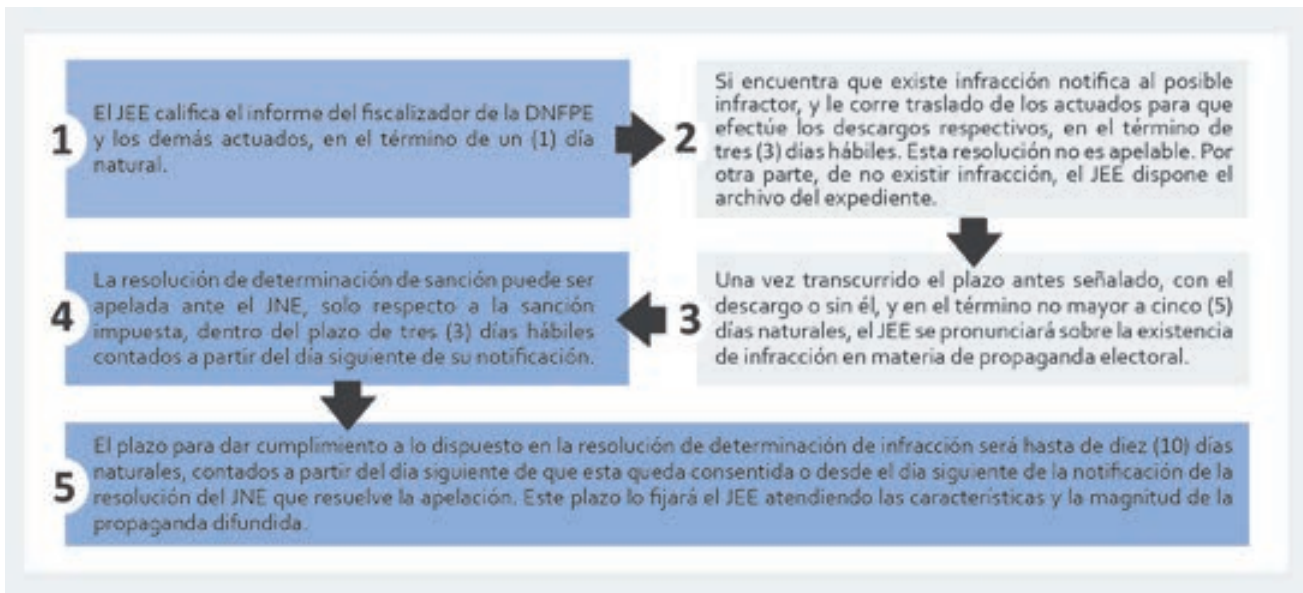 1
El JEE califica el informe del fiscalizador de la DNFPE
y los demás actuados, en el término de un (1) día
natural.
2
Si encuentra que existe infracción notifica al posible
infractor, y le corre traslado de los actuados para que
efectúe los descargos respectivos, en el término de
tres (3) días hábiles. Esta resolución no es apelable. Por
otra parte, de no existir infracción, el JEE dispone el
archivo del expediente.
3
Una vez transcurrido el plazo antes señalado, con el
descargo o sin él, y en el término no mayor a cinco (5)
días naturales, el JEE se pronunciará sobre la existencia
de infracción en materia de propaganda electoral.
4
La resolución de determinación de sanción puede ser
apelada ante el JNE, solo respecto a la sanción
impuesta, dentro del plazo de tres (3) días hábiles
contados a partir del día siguiente de su notificación.
5
El plazo para dar cumplimiento a lo dispuesto en la resolución de determinación de infracción será hasta de diez (10) días
naturales, contados a partir del día siguiente de que esta queda consentida o desde el día siguiente de la notificación de la
resolución del JNE que resuelve la apelación. Este plazo lo fijará el JEE atendiendo las características y la magnitud de la
propaganda difundida.